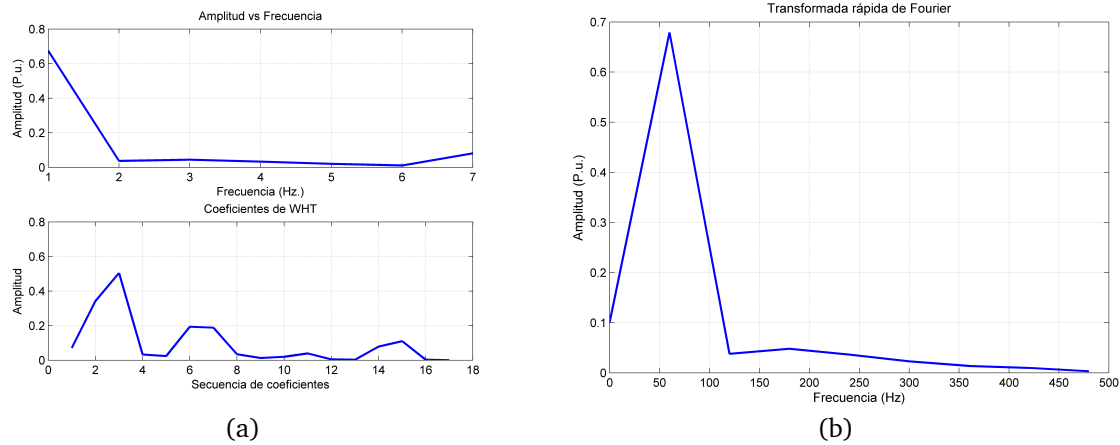 Amplitud vs Frecuencia
0.8
0.6
0.4
0.2
0
Amplitud (P.u.)
1 2 3 4 5 6 7
Frecuencia (Hz.)
Coeficientes de WHT
0.8
0.6
0.4
0.2
0
Amplitud
0 2 4 6 8 10 12 14 16 18
Secuencia de coeficientes
(a)
Transformada rápida de Fourier
0.7
0.6
0.5
0.4
0.3
0.2
0.1
0
Amplitud (P.u.)
0 50 100 150 200 250 300 350 400 450 500
Frecuencia (Hz)
(b)